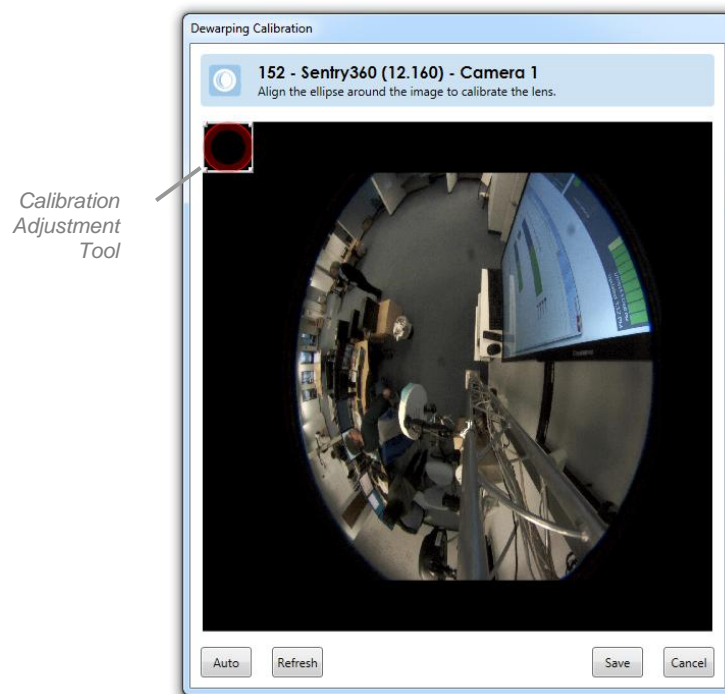 Dewarping Calibration
152 - Sentry360 (12.160) - Camera 1
Align the ellipse around the image to calibrate the lens.
Calibration
Adjustment
Tool
Auto
Refresh
Save
Cancel